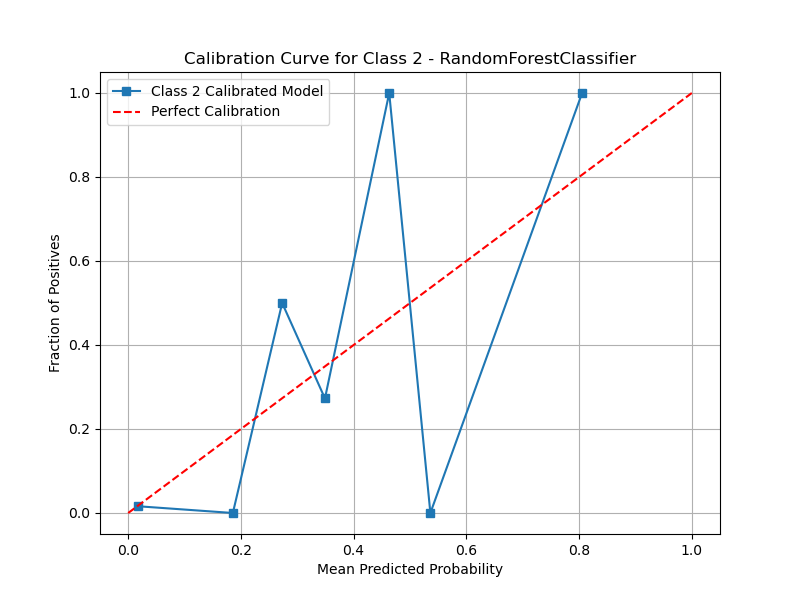 Calibration Curve for Class 2 - RandomForestClassifier
Class 2 Calibrated Model
Perfect Calibration
1.0
0.8
0.6
0.4
0.2
0.0
Fraction of Positives
0.0 0.2 0.4 0.6 0.8 1.0
Mean Predicted Probability